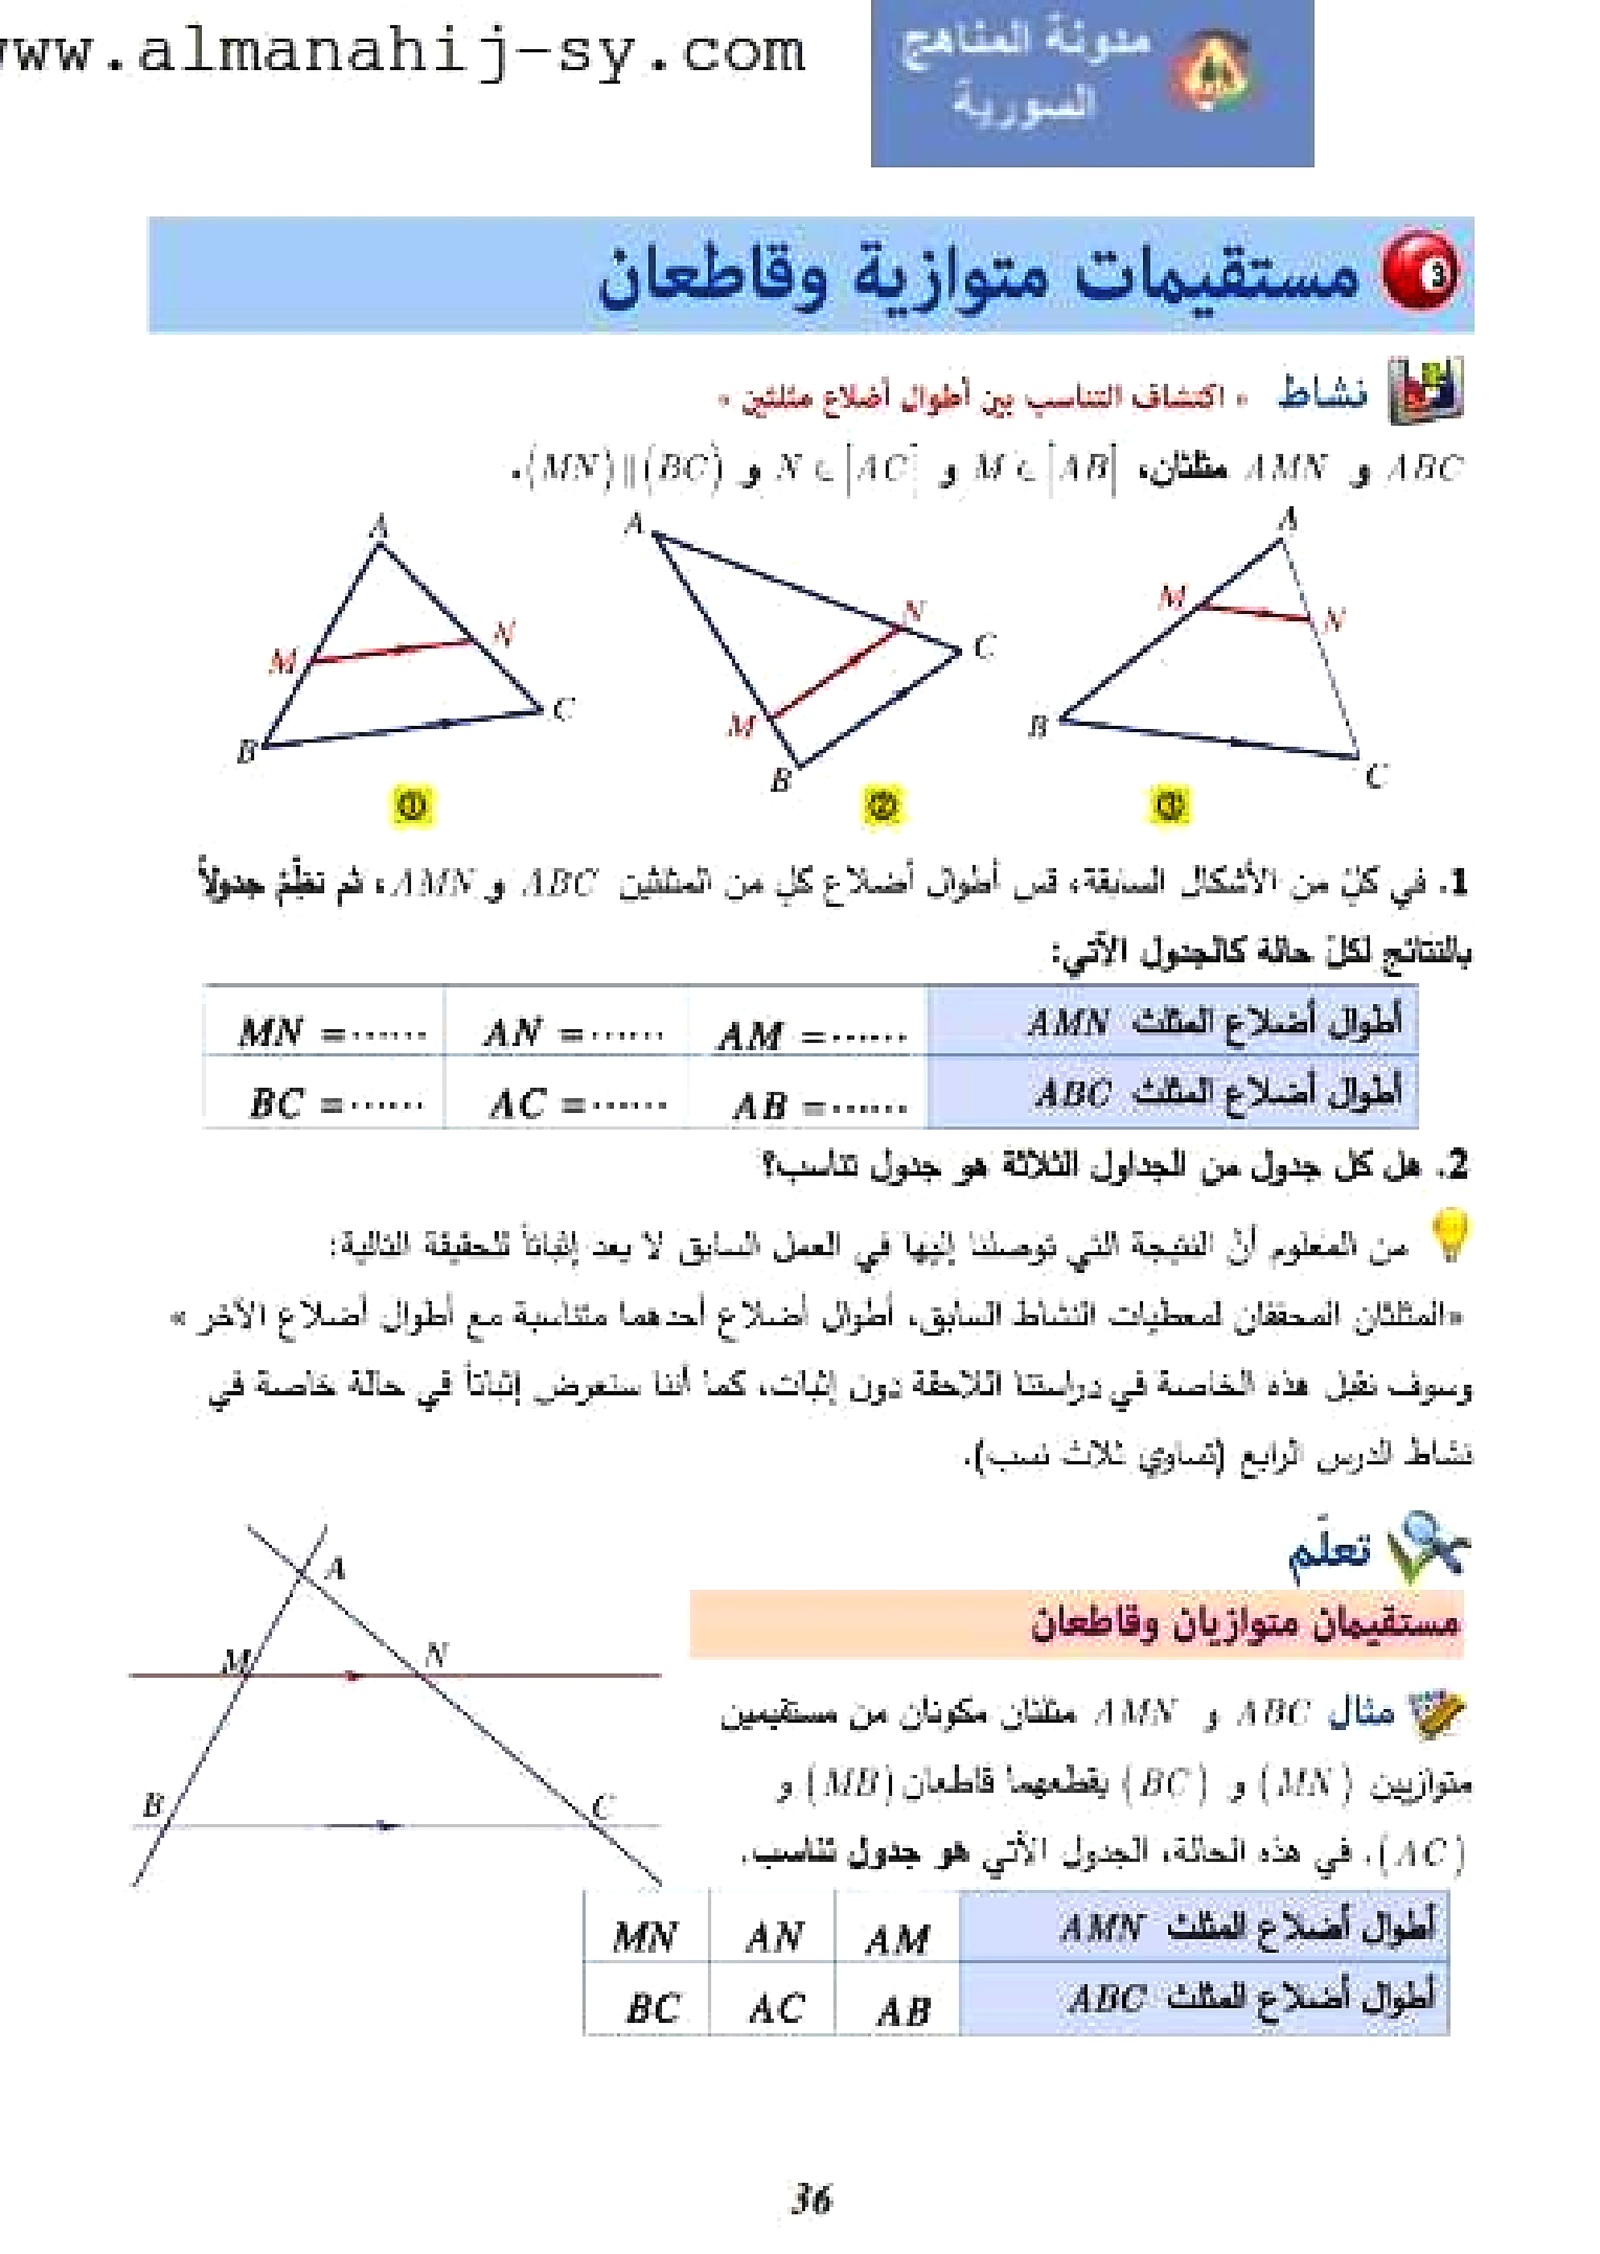 www.almanahij-sy.com
مدونة المناهج
السورية
3 مستقيمات متوازية وقاطعان
نشاط « اكتشاف التناسب بين أطوال أضلاع مثلثين »
ABC و AMN مثلثان، M ∈ [AB] و N ∈ [AC] و (MN) ∥ (BC).
A A A
M N N M N
B C M B C B C
① ② ③
1. في كلٍ من الأشكال السابقة، قس أطوال أضلاع كلٍ من المثلثين ABC و AMN، ثم نظّمْ جدولاً
بالنتائج لكلّ حالة كالجدول الآتي:
أطوال أضلاع المثلث AMN AM =...... AN =...... MN =......
أطوال أضلاع المثلث ABC AB =...... AC =...... BC =......
2. هل كل جدول من الجداول الثلاثة هو جدول تناسب؟
من المعلوم أنّ النتيجة التي توصلنا إليها في العمل السابق لا يعد إثباتاً للحقيقة التالية:
«المثلثان المحققان لمعطيات النشاط السابق، أطوال أضلاع أحدهما متناسبة مع أطوال أضلاع الآخر »
وسوف نقبل هذه الخاصة في دراستنا اللاحقة دون إثبات، كما أننا سنعرض إثباتاً في حالة خاصة في
نشاط الدرس الرابع (تساوي ثلاث نسب).
تعلّم
مستقيمان متوازيان وقاطعان
A
M N
B C
مثال ABC و AMN مثلثان مكونان من مستقيمين
متوازيين (MN) و (BC) يقطعهما قاطعان (MB) و
(AC). في هذه الحالة، الجدول الآتي هو جدول تناسب.
أطوال أضلاع المثلث AMN AM AN MN
أطوال أضلاع المثلث ABC AB AC BC
36